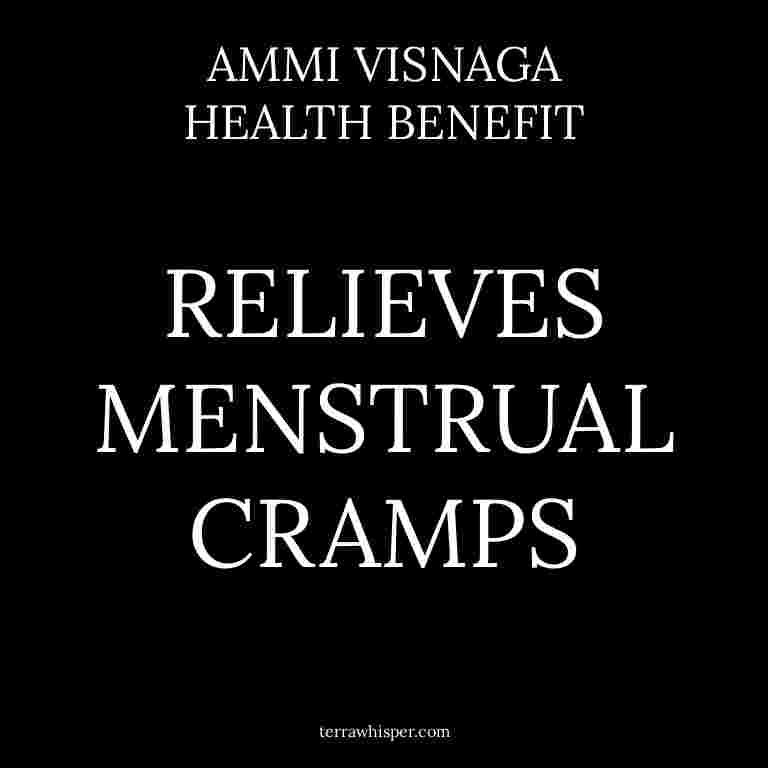 AMMI VISNAGA
HEALTH BENEFIT
RELIEVES
MENSTRUAL
CRAMPS
terrawhisper.com